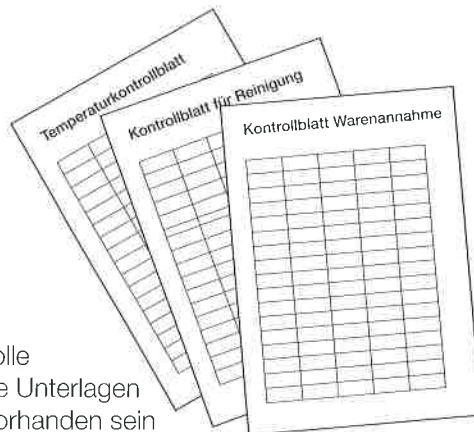 Temperaturkontrollblatt
Kontrollblatt für Reinigung
Kontrollblatt Warenannahme
olle
e Unterlagen
orhanden sein